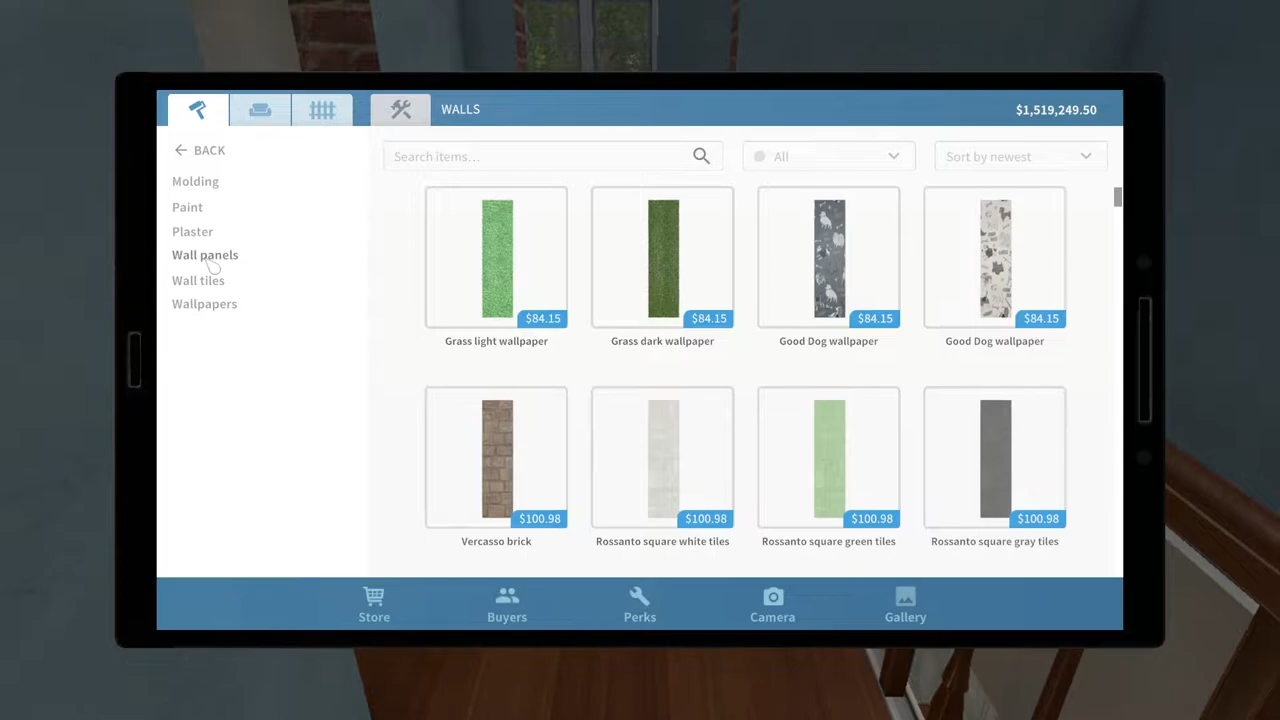 WALLS
$1,519,249.50
BACK
Search items...
All
Sort by newest
Molding
Paint
Plaster
Wall panels
Wall tiles
Wallpapers
$84.15
$84.15
$84.15
$84.15
Grass light wallpaper
Grass dark wallpaper
Good Dog wallpaper
Good Dog wallpaper
$100.98
$100.98
$100.98
$100.98
Vercasso brick
Rossanto square white tiles
Rossanto square green tiles
Rossanto square gray tiles
Store
Buyers
Perks
Camera
Gallery